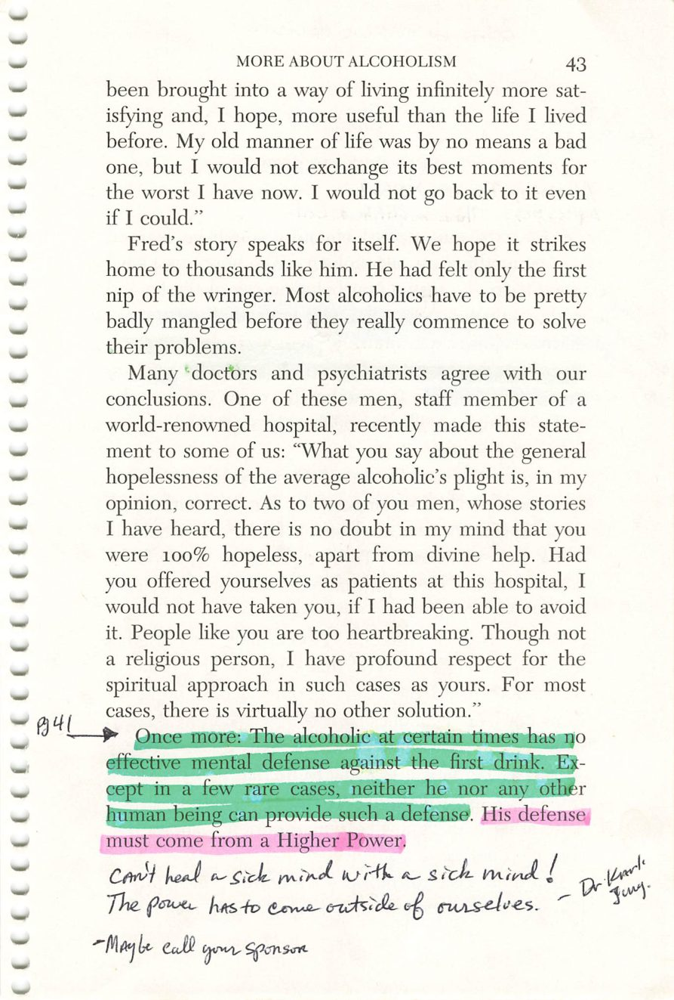 MORE ABOUT ALCOHOLISM 43
been brought into a way of living infinitely more sat-
isfying and, I hope, more useful than the life I lived
before. My old manner of life was by no means a bad
one, but I would not exchange its best moments for
the worst I have now. I would not go back to it even
if I could.”
Fred’s story speaks for itself. We hope it strikes
home to thousands like him. He had felt only the first
nip of the wringer. Most alcoholics have to be pretty
badly mangled before they really commence to solve
their problems.
Many doctors and psychiatrists agree with our
conclusions. One of these men, staff member of a
world-renowned hospital, recently made this state-
ment to some of us: “What you say about the general
hopelessness of the average alcoholic’s plight is, in my
opinion, correct. As to two of you men, whose stories
I have heard, there is no doubt in my mind that you
were 100% hopeless, apart from divine help. Had
you offered yourselves as patients at this hospital, I
would not have taken you, if I had been able to avoid
it. People like you are too heartbreaking. Though not
a religious person, I have profound respect for the
spiritual approach in such cases as yours. For most
cases, there is virtually no other solution.”
Pg 41
Once more: The alcoholic at certain times has no
effective mental defense against the first drink. Ex-
cept in a few rare cases, neither he nor any other
human being can provide such a defense. His defense
must come from a Higher Power.
Can't heal a sick mind with a sick mind!
The power has to come outside of ourselves. – Dr Karl
Jung.
- Maybe call your sponsor